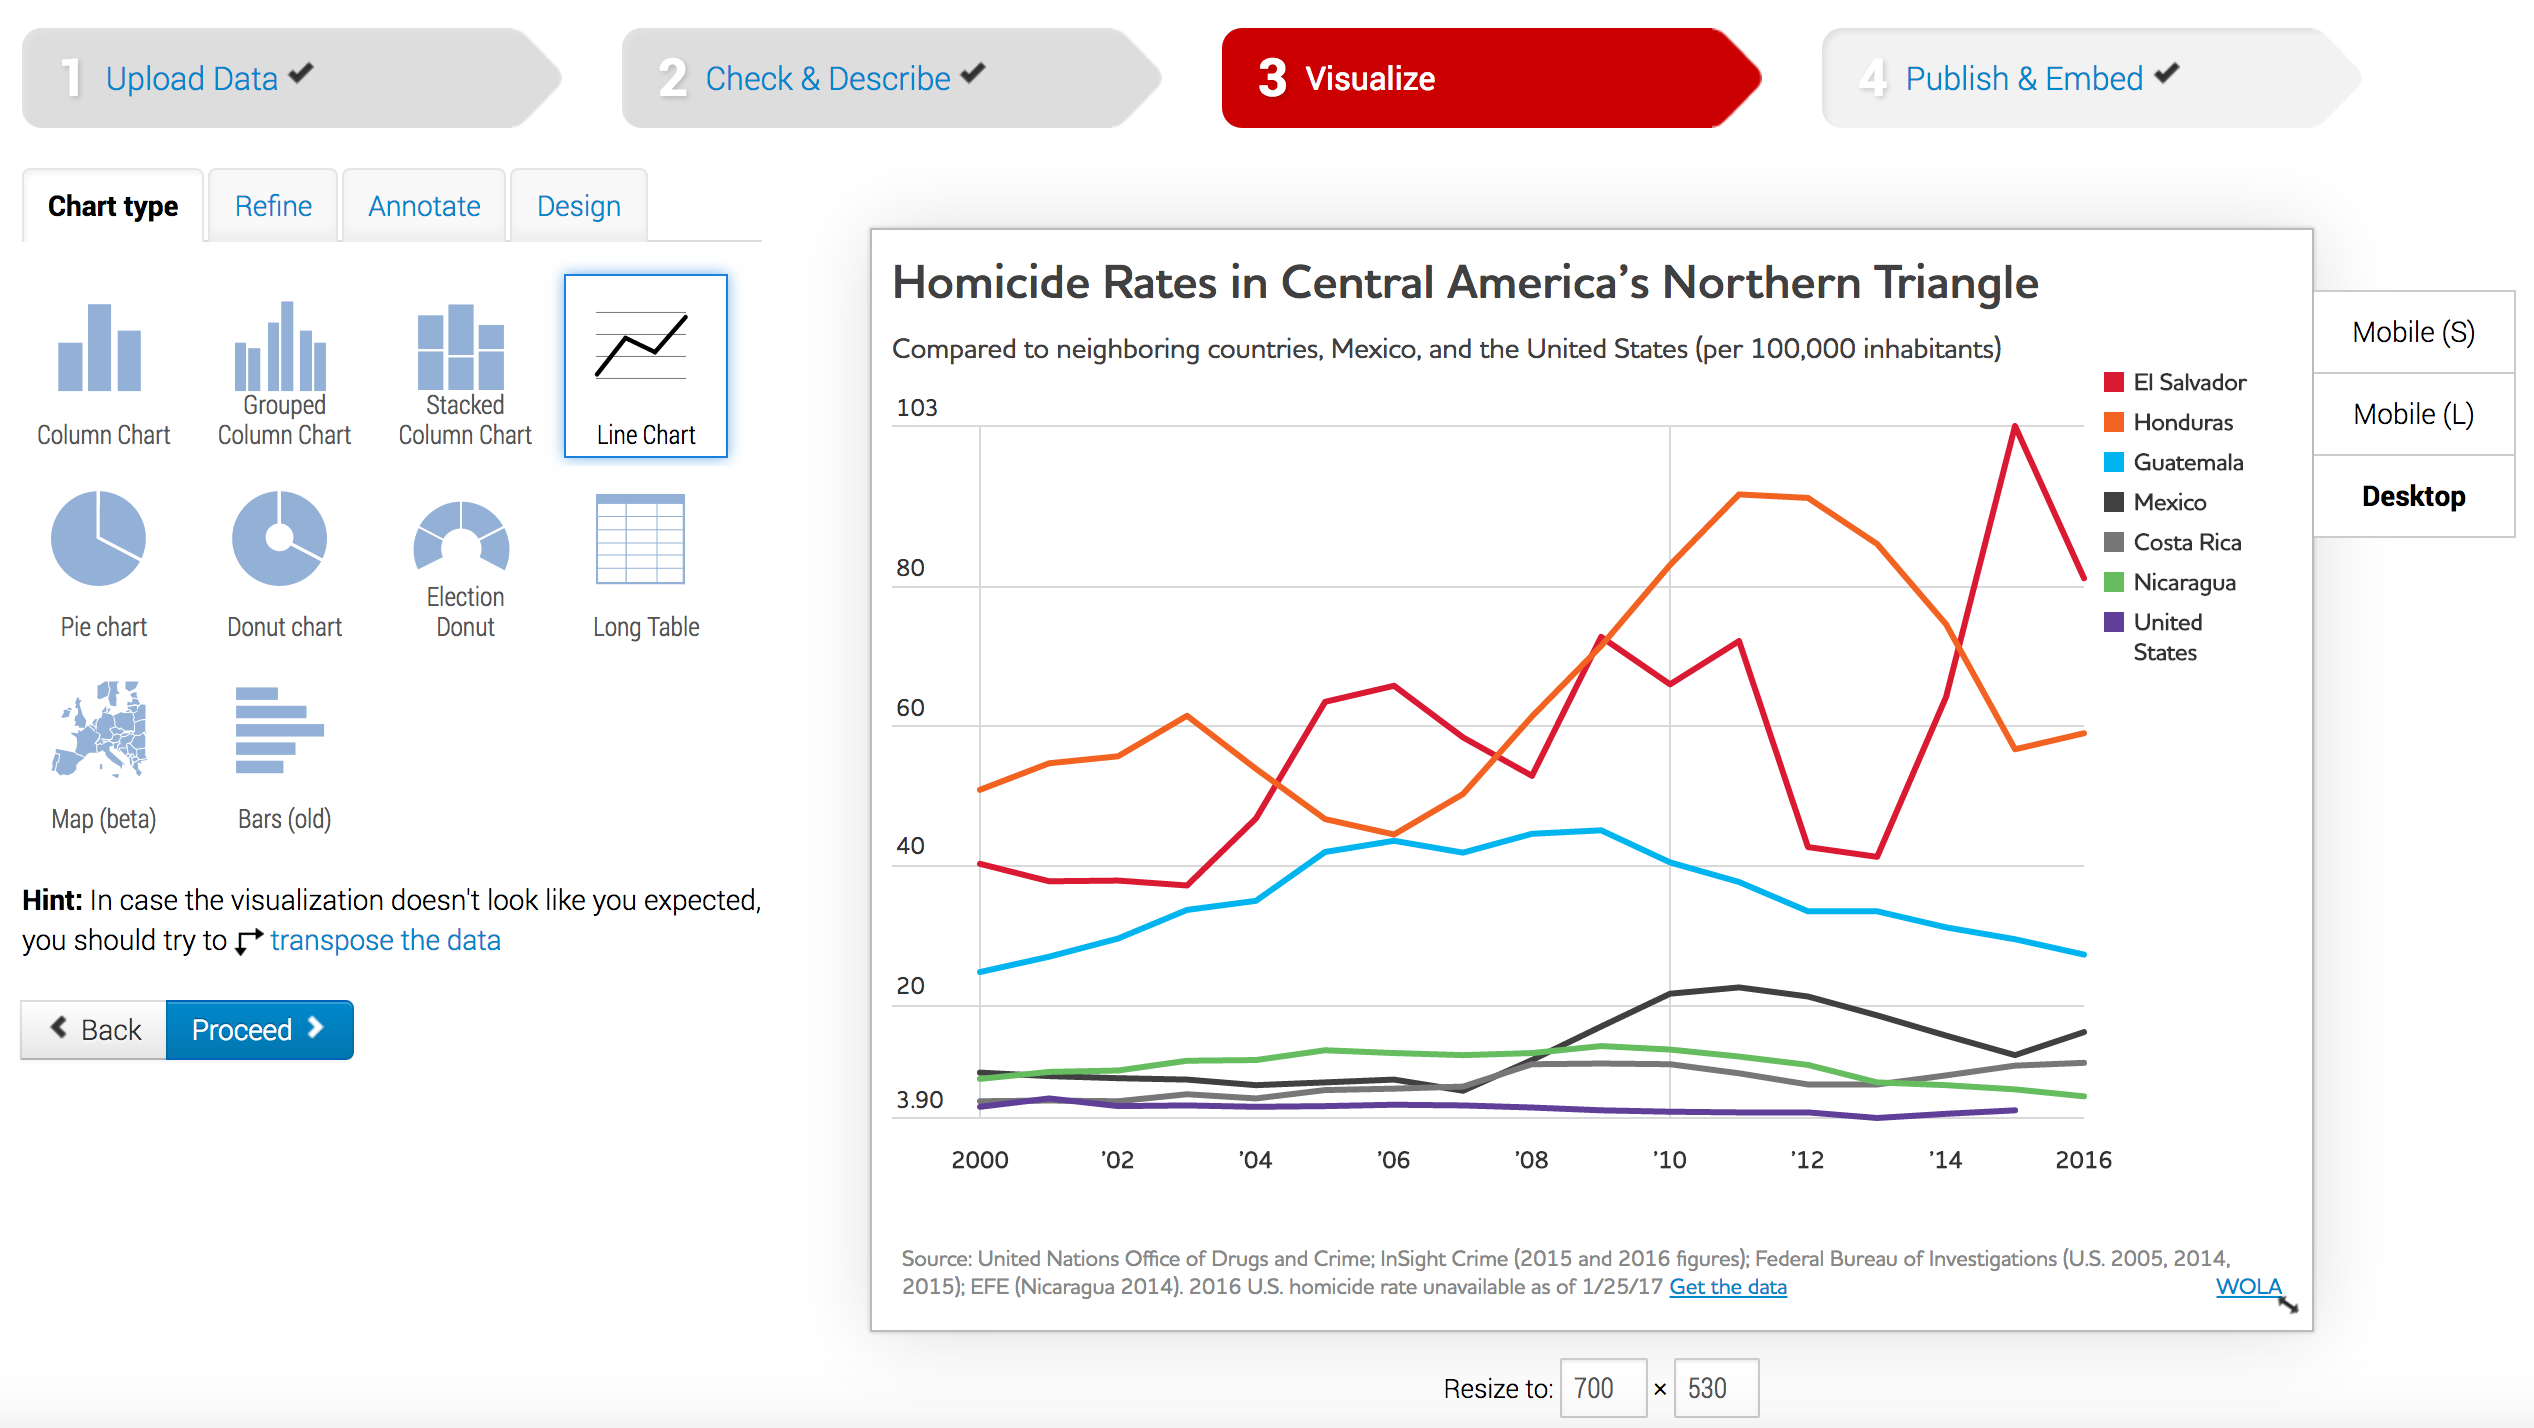 1 Upload Data
2 Check & Describe
3 Visualize
4 Publish & Embed
Chart type
Refine
Annotate
Design
Column Chart
Grouped
Column Chart
Stacked
Column Chart
Line Chart
Pie chart
Donut chart
Election
Donut
Long Table
Map (beta)
Bars (old)
Hint: In case the visualization doesn't look like you expected,
you should try to transpose the data
Back
Proceed
Homicide Rates in Central America’s Northern Triangle
Compared to neighboring countries, Mexico, and the United States (per 100,000 inhabitants)
103
80
60
40
20
3.90
2000 ’02 ’04 ’06 ’08 ’10 ’12 ’14 2016
El Salvador
Honduras
Guatemala
Mexico
Costa Rica
Nicaragua
United
States
Source: United Nations Office of Drugs and Crime; InSight Crime (2015 and 2016 figures); Federal Bureau of Investigations (U.S. 2005, 2014,
2015); EFE (Nicaragua 2014). 2016 U.S. homicide rate unavailable as of 1/25/17 Get the data
WOLA
Mobile (S)
Mobile (L)
Desktop
Resize to: 700 × 530